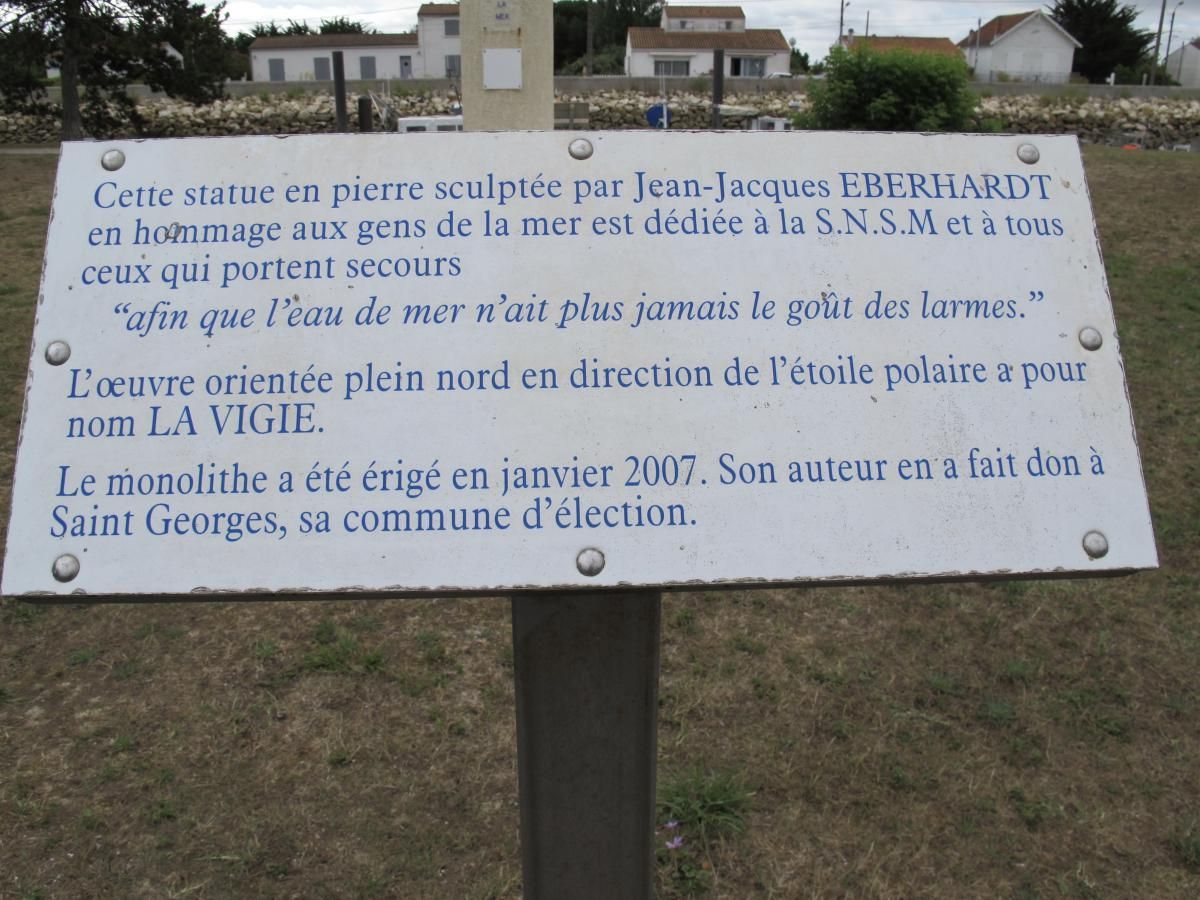 LA
MER
Cette statue en pierre sculptée par Jean-Jacques EBERHARDT
en hommage aux gens de la mer est dédiée à la S.N.S.M et à tous
ceux qui portent secours
“afin que l’eau de mer n’ait plus jamais le goût des larmes.”
L’œuvre orientée plein nord en direction de l’étoile polaire a pour
nom LA VIGIE.
Le monolithe a été érigé en janvier 2007. Son auteur en a fait don à
Saint Georges, sa commune d’élection.